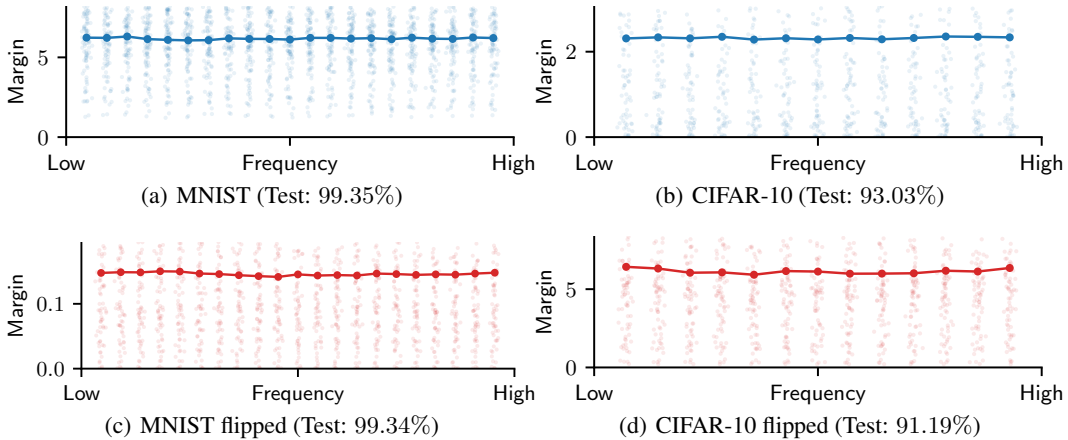 Margin
5
0
Low
Frequency
High
(a) MNIST (Test: 99.35%)
Margin
2
0
Low
Frequency
High
(b) CIFAR-10 (Test: 93.03%)
Margin
0.1
0.0
Low
Frequency
High
(c) MNIST flipped (Test: 99.34%)
Margin
5
0
Low
Frequency
High
(d) CIFAR-10 flipped (Test: 91.19%)